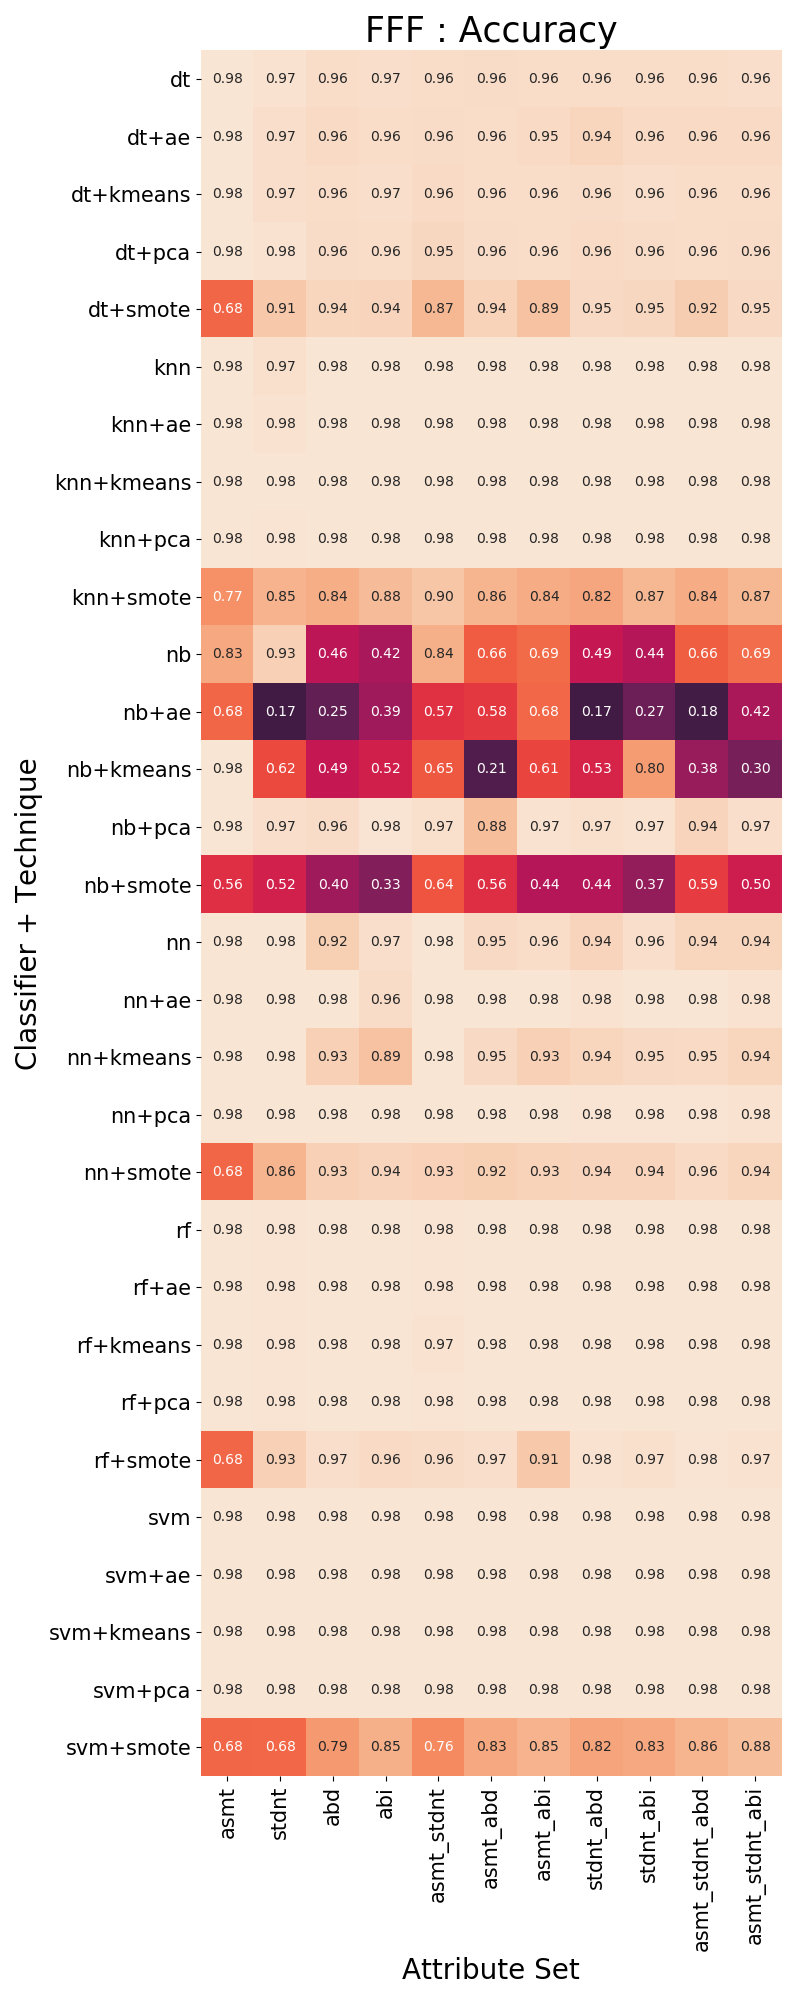 FFF : Accuracy
dt 0.98 0.97 0.96 0.97 0.96 0.96 0.96 0.96 0.96 0.96 0.96
dt+ae 0.98 0.97 0.96 0.96 0.96 0.96 0.95 0.94 0.96 0.96 0.96
dt+kmeans 0.98 0.97 0.96 0.97 0.96 0.96 0.96 0.96 0.96 0.96 0.96
dt+pca 0.98 0.98 0.96 0.96 0.95 0.96 0.96 0.96 0.96 0.96 0.96
dt+smote 0.68 0.91 0.94 0.94 0.87 0.94 0.89 0.95 0.95 0.92 0.95
knn 0.98 0.97 0.98 0.98 0.98 0.98 0.98 0.98 0.98 0.98 0.98
knn+ae 0.98 0.98 0.98 0.98 0.98 0.98 0.98 0.98 0.98 0.98 0.98
knn+kmeans 0.98 0.98 0.98 0.98 0.98 0.98 0.98 0.98 0.98 0.98 0.98
knn+pca 0.98 0.98 0.98 0.98 0.98 0.98 0.98 0.98 0.98 0.98 0.98
knn+smote 0.77 0.85 0.84 0.88 0.90 0.86 0.84 0.82 0.87 0.84 0.87
nb 0.83 0.93 0.46 0.42 0.84 0.66 0.69 0.49 0.44 0.66 0.69
nb+ae 0.68 0.17 0.25 0.39 0.57 0.58 0.68 0.17 0.27 0.18 0.42
nb+kmeans 0.98 0.62 0.49 0.52 0.65 0.21 0.61 0.53 0.80 0.38 0.30
nb+pca 0.98 0.97 0.96 0.98 0.97 0.88 0.97 0.97 0.97 0.94 0.97
nb+smote 0.56 0.52 0.40 0.33 0.64 0.56 0.44 0.44 0.37 0.59 0.50
nn 0.98 0.98 0.92 0.97 0.98 0.95 0.96 0.94 0.96 0.94 0.94
nn+ae 0.98 0.98 0.98 0.96 0.98 0.98 0.98 0.98 0.98 0.98 0.98
nn+kmeans 0.98 0.98 0.93 0.89 0.98 0.95 0.93 0.94 0.95 0.95 0.94
nn+pca 0.98 0.98 0.98 0.98 0.98 0.98 0.98 0.98 0.98 0.98 0.98
nn+smote 0.68 0.86 0.93 0.94 0.93 0.92 0.93 0.94 0.94 0.96 0.94
rf 0.98 0.98 0.98 0.98 0.98 0.98 0.98 0.98 0.98 0.98 0.98
rf+ae 0.98 0.98 0.98 0.98 0.98 0.98 0.98 0.98 0.98 0.98 0.98
rf+kmeans 0.98 0.98 0.98 0.98 0.97 0.98 0.98 0.98 0.98 0.98 0.98
rf+pca 0.98 0.98 0.98 0.98 0.98 0.98 0.98 0.98 0.98 0.98 0.98
rf+smote 0.68 0.93 0.97 0.96 0.96 0.97 0.91 0.98 0.97 0.98 0.97
svm 0.98 0.98 0.98 0.98 0.98 0.98 0.98 0.98 0.98 0.98 0.98
svm+ae 0.98 0.98 0.98 0.98 0.98 0.98 0.98 0.98 0.98 0.98 0.98
svm+kmeans 0.98 0.98 0.98 0.98 0.98 0.98 0.98 0.98 0.98 0.98 0.98
svm+pca 0.98 0.98 0.98 0.98 0.98 0.98 0.98 0.98 0.98 0.98 0.98
svm+smote 0.68 0.68 0.79 0.85 0.76 0.83 0.85 0.82 0.83 0.86 0.88
Classifier + Technique
asmt
stdnt
abd
abi
asmt_stdnt
asmt_abd
asmt_abi
stdnt_abd
stdnt_abi
asmt_stdnt_abd
asmt_stdnt_abi
Attribute Set